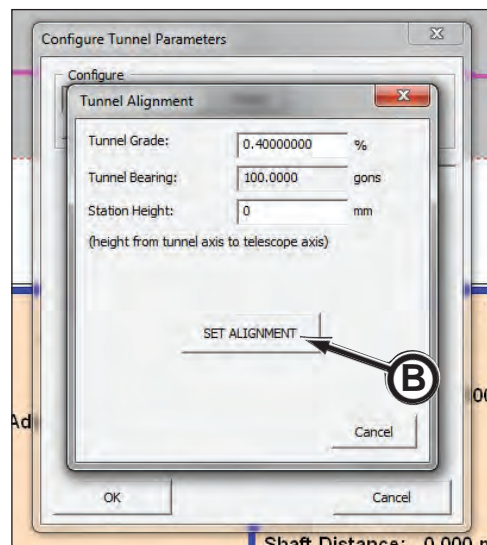 Configure Tunnel Parameters
Configure
Tunnel Alignment
Tunnel Grade: 0.40000000 %
Tunnel Bearing: 100.0000 gons
Station Height: 0 mm
(height from tunnel axis to telescope axis)
SET ALIGNMENT
B
Ad
Cancel
OK Cancel
Shaft Distance: 0.000